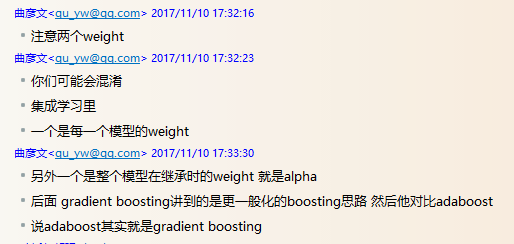 曲彦文<qu_yw@qq.com> 2017/11/10 17:32:16
注意两个weight
曲彦文<qu_yw@qq.com> 2017/11/10 17:32:23
你们可能会混淆
集成学习里
一个是每一个模型的weight
曲彦文<qu_yw@qq.com> 2017/11/10 17:33:30
另外一个是整个模型在继承时的weight 就是alpha
后面 gradient boosting讲到的是更一般化的boosting思路 然后他对比adaboost
说adaboost其实就是gradient boosting